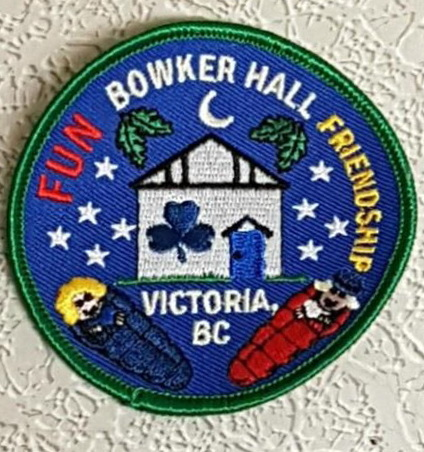 FUN
BOWKER HALL
FRIENDSHIP
VICTORIA,
BC